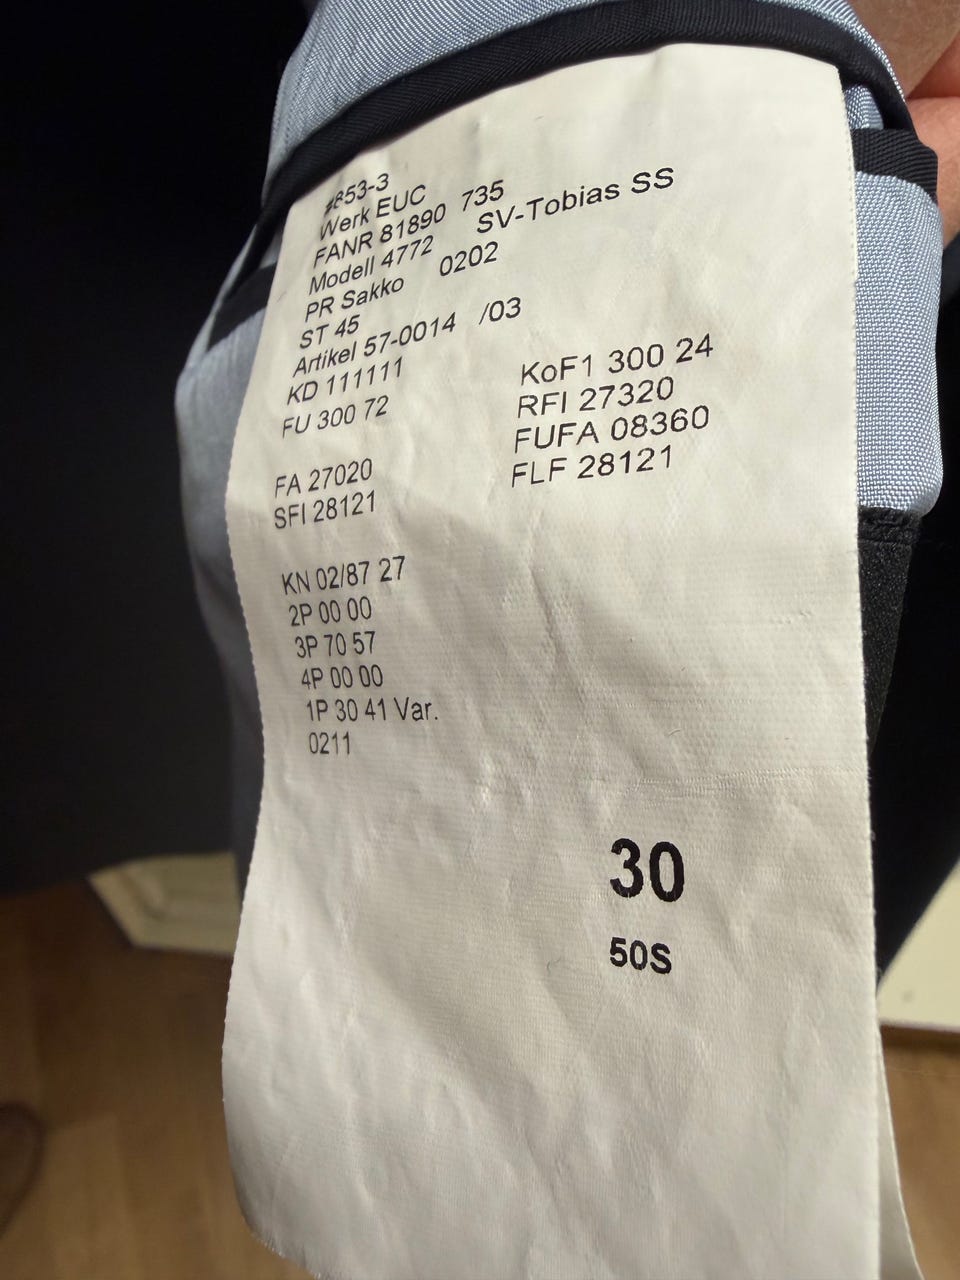 #853-3
Werk EUC
FANR 81890 735
Modell 4772 SV-Tobias SS
PR Sakko 0202
ST 45
Artikel 57-0014 /03
KD 111111
FU 300 72
KoF1 300 24
RFI 27320
FUFA 08360
FLF 28121
FA 27020
SFI 28121
KN 02/87 27
2P 00 00
3P 70 57
4P 00 00
1P 30 41 Var.
0211
30
50S